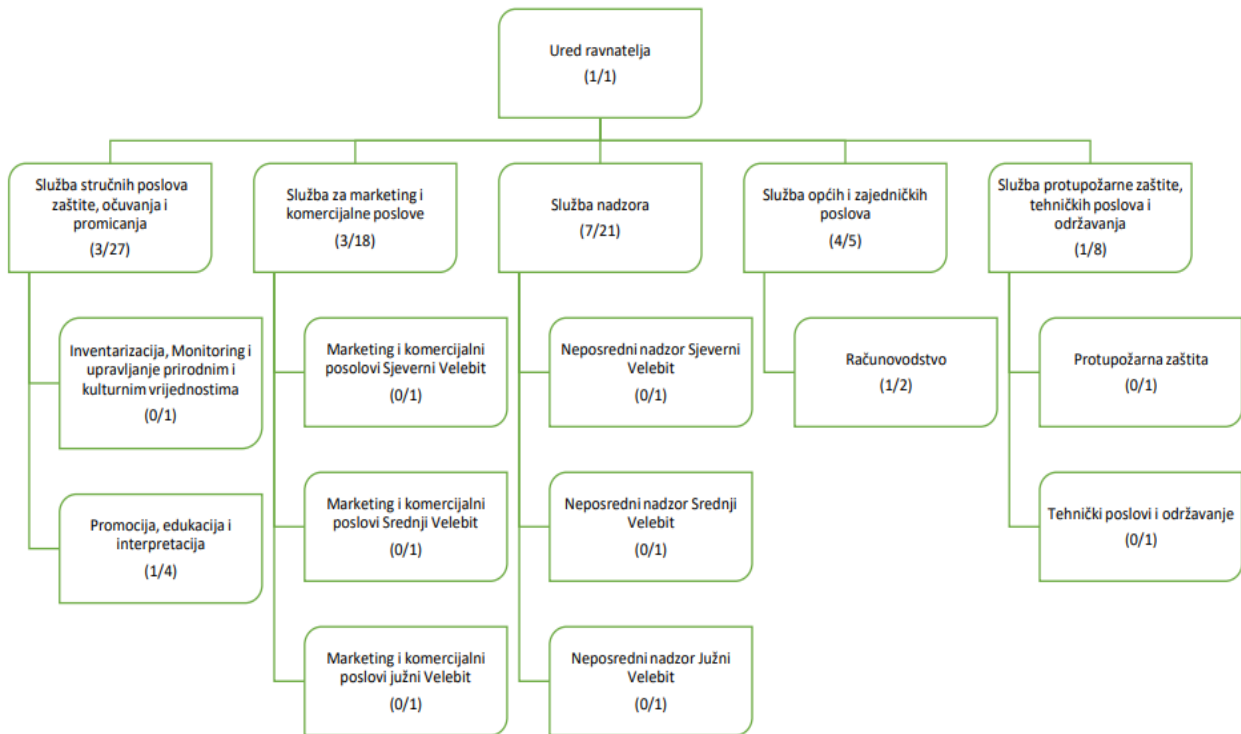 Ured ravnatelja
(1/1)
Služba stručnih poslova
zaštite, očuvanja i
promicanja
(3/27)
Služba za marketing i
komercijalne poslove
(3/18)
Služba nadzora
(7/21)
Služba općih i zajedničkih
poslova
(4/5)
Služba protupožarne zaštite,
tehničkih poslova i
održavanja
(1/8)
Inventarizacija, Monitoring i
upravljanje prirodnim i
kulturnim vrijednostima
(0/1)
Marketing i komercijalni
posolovi Sjeverni Velebit
(0/1)
Neposredni nadzor Sjeverni
Velebit
(0/1)
Računovodstvo
(1/2)
Protupožarna zaštita
(0/1)
Promocija, edukacija i
interpretacija
(1/4)
Marketing i komercijalni
poslovi Srednji Velebit
(0/1)
Neposredni nadzor Srednji
Velebit
(0/1)
Tehnički poslovi i održavanje
(0/1)
Marketing i komercijalni
poslovi južni Velebit
(0/1)
Neposredni nadzor Južni
Velebit
(0/1)